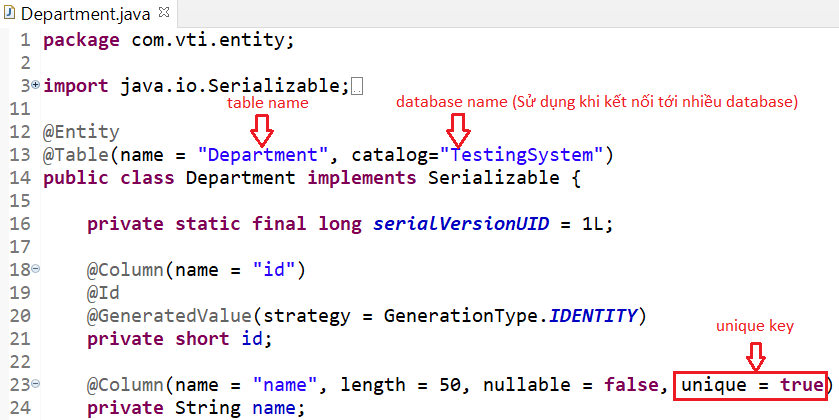 Department.java
1 package com.vti.entity;
2
3 import java.io.Serializable;
11
table name
database name (Sử dụng khi kết nối tới nhiều database)
12 @Entity
13 @Table(name = "Department", catalog="TestingSystem")
14 public class Department implements Serializable {
15
16 private static final long serialVersionUID = 1L;
17
18 @Column(name = "id")
19 @Id
20 @GeneratedValue(strategy = GenerationType.IDENTITY)
21 private short id;
unique key
22
23 @Column(name = "name", length = 50, nullable = false, unique = true)
24 private String name;